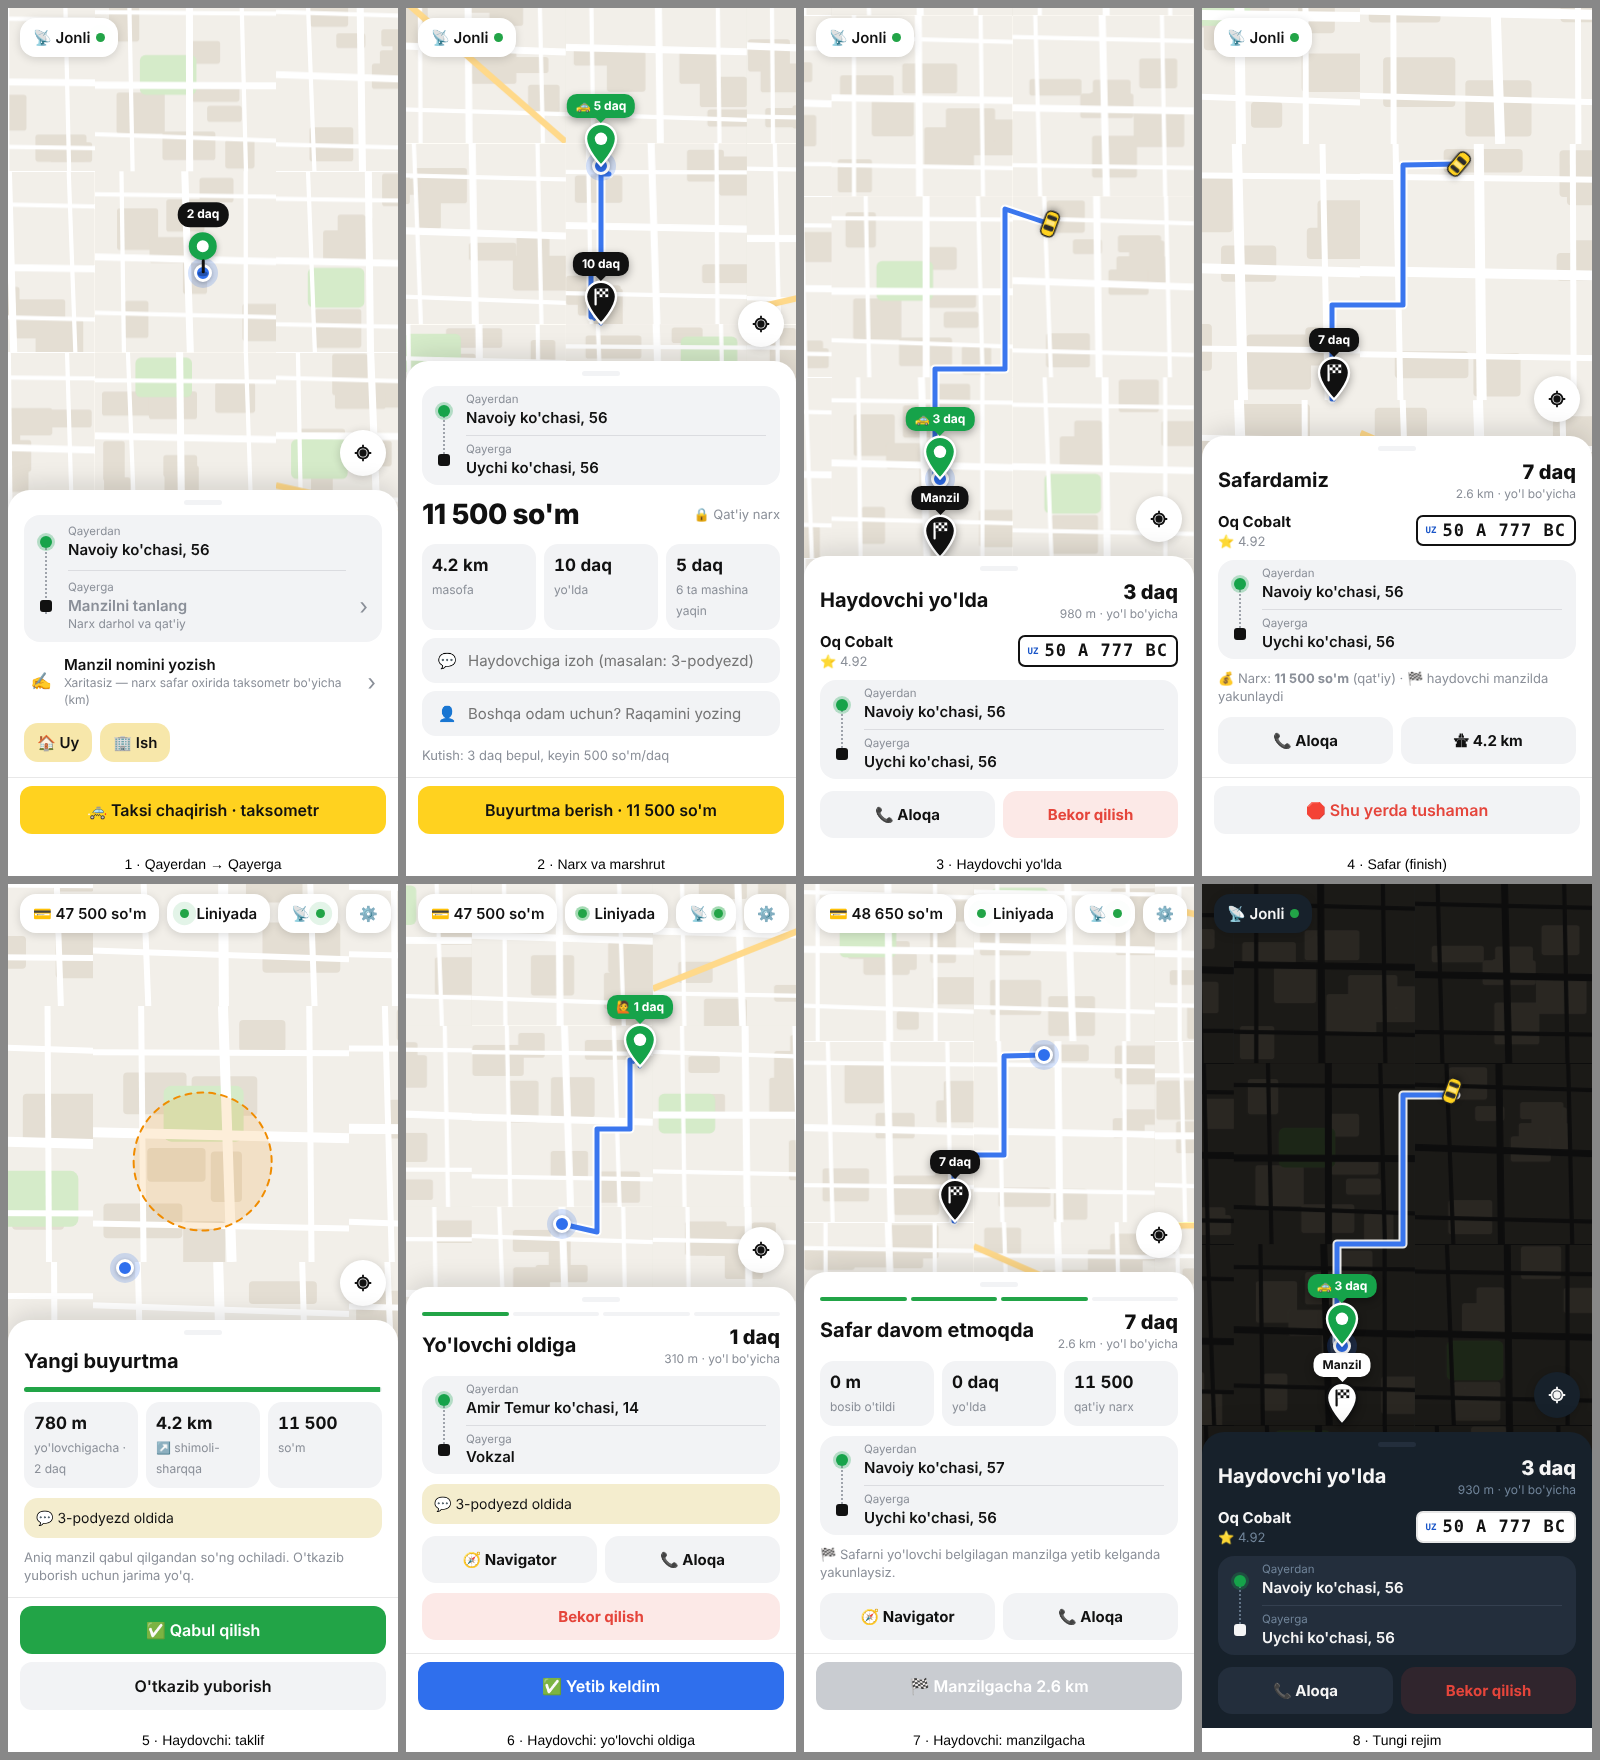 📡 Jonli
2 daq
Qayerdan
Navoiy ko'chasi, 56
Qayerga
Manzilni tanlang
Narx darhol va qat'iy
Manzil nomini yozish
Xaritasiz — narx safar oxirida taksometr bo'yicha
(km)
🏠 Uy
🏢 Ish
🚕 Taksi chaqirish · taksometr
1 · Qayerdan → Qayerga
📡 Jonli
🚕 5 daq
10 daq
Qayerdan
Navoiy ko'chasi, 56
Qayerga
Uychi ko'chasi, 56
11 500 so'm
🔒 Qat'iy narx
4.2 km
masofa
10 daq
yo'lda
5 daq
6 ta mashina
yaqin
💬 Haydovchiga izoh (masalan: 3-podyezd)
👤 Boshqa odam uchun? Raqamini yozing
Kutish: 3 daq bepul, keyin 500 so'm/daq
Buyurtma berish · 11 500 so'm
2 · Narx va marshrut
📡 Jonli
🚕 3 daq
Manzil
Haydovchi yo'lda
3 daq
980 m · yo'l bo'yicha
Oq Cobalt
⭐ 4.92
UZ 50 A 777 BC
Qayerdan
Navoiy ko'chasi, 56
Qayerga
Uychi ko'chasi, 56
📞 Aloqa
Bekor qilish
3 · Haydovchi yo'lda
📡 Jonli
7 daq
Safardamiz
7 daq
2.6 km · yo'l bo'yicha
Oq Cobalt
⭐ 4.92
UZ 50 A 777 BC
Qayerdan
Navoiy ko'chasi, 56
Qayerga
Uychi ko'chasi, 56
💰 Narx: 11 500 so'm (qat'iy) · 🏁 haydovchi manzilda
yakunlaydi
📞 Aloqa
🛣 4.2 km
🛑 Shu yerda tushaman
4 · Safar (finish)
💳 47 500 so'm
Liniyada
Yangi buyurtma
780 m
yo'lovchigacha ·
2 daq
4.2 km
↗ shimoli-
sharqqa
11 500
so'm
💬 3-podyezd oldida
Aniq manzil qabul qilgandan so'ng ochiladi. O'tkazib
yuborish uchun jarima yo'q.
✅ Qabul qilish
O'tkazib yuborish
5 · Haydovchi: taklif
💳 47 500 so'm
Liniyada
🙋 1 daq
Yo'lovchi oldiga
1 daq
310 m · yo'l bo'yicha
Qayerdan
Amir Temur ko'chasi, 14
Qayerga
Vokzal
💬 3-podyezd oldida
🧭 Navigator
📞 Aloqa
Bekor qilish
✅ Yetib keldim
6 · Haydovchi: yo'lovchi oldiga
💳 48 650 so'm
Liniyada
7 daq
Safar davom etmoqda
7 daq
2.6 km · yo'l bo'yicha
0 m
bosib o'tildi
0 daq
yo'lda
11 500
qat'iy narx
Qayerdan
Navoiy ko'chasi, 57
Qayerga
Uychi ko'chasi, 56
🏁 Safarni yo'lovchi belgilagan manzilga yetib kelganda
yakunlaysiz.
🧭 Navigator
📞 Aloqa
🏁 Manzilgacha 2.6 km
7 · Haydovchi: manzilgacha
📡 Jonli
🚕 3 daq
Manzil
Haydovchi yo'lda
3 daq
930 m · yo'l bo'yicha
Oq Cobalt
⭐ 4.92
UZ 50 A 777 BC
Qayerdan
Navoiy ko'chasi, 56
Qayerga
Uychi ko'chasi, 56
📞 Aloqa
Bekor qilish
8 · Tungi rejim